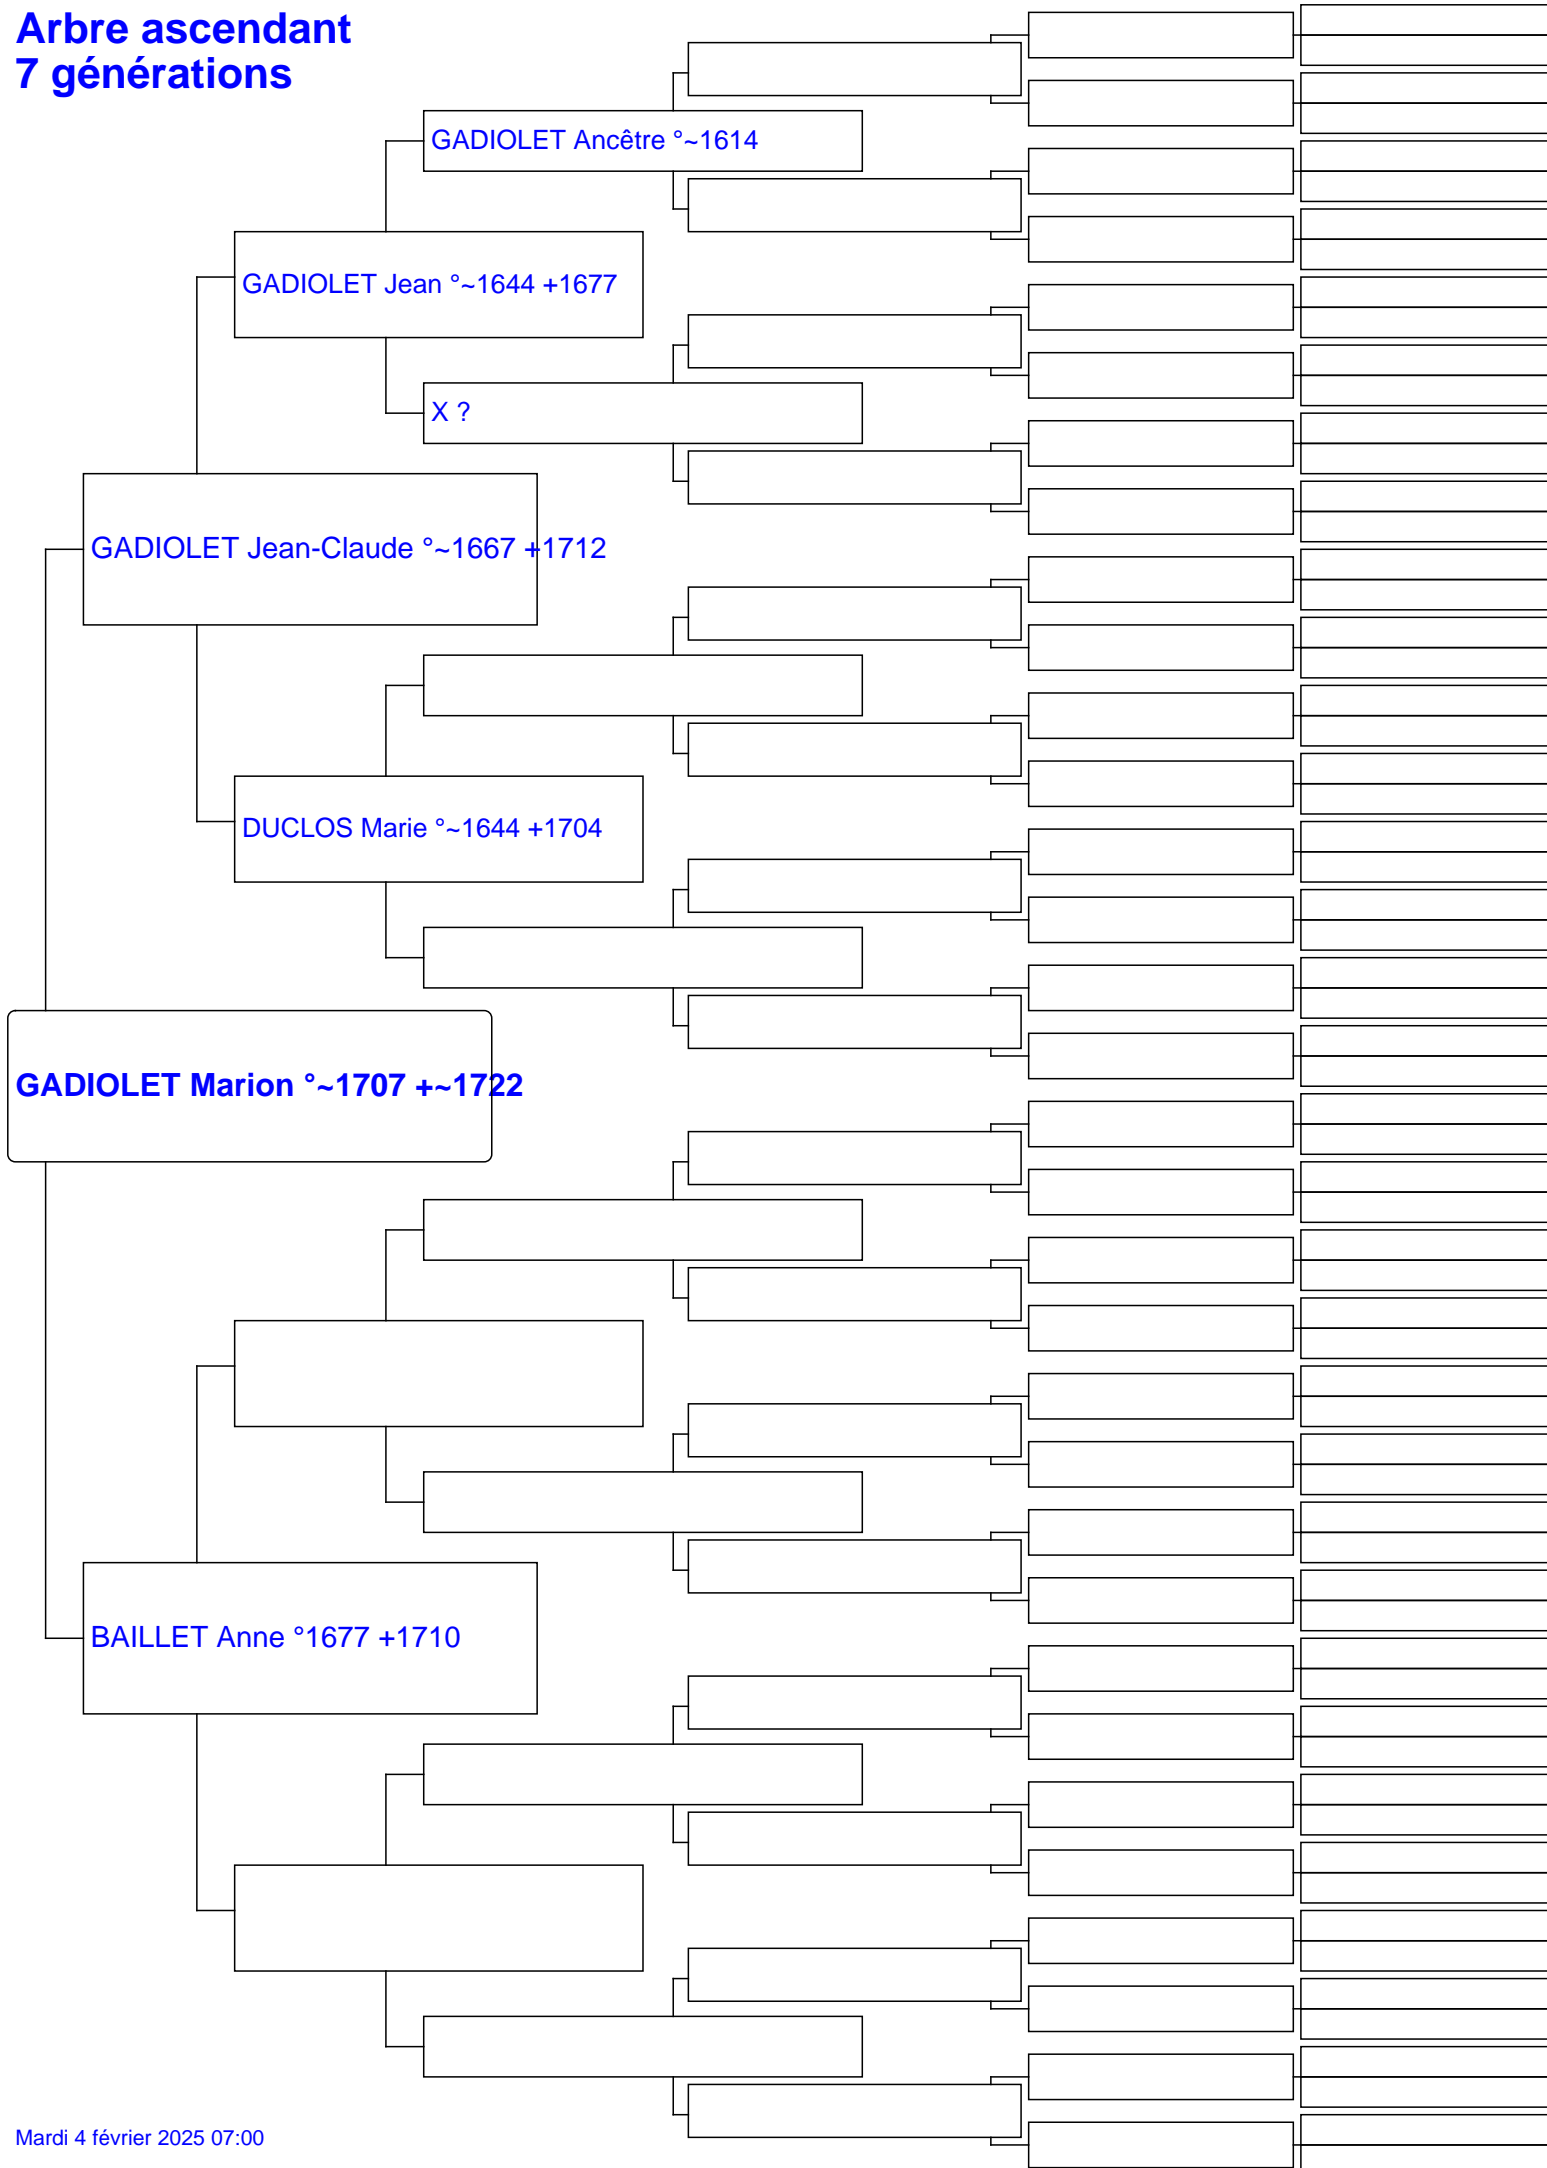 Arbre ascendant
7 générations
GADIOLET Ancêtre °~1614
GADIOLET Jean °~1644 +1677
X ?
GADIOLET Jean-Claude °~1667 +1712
DUCLOS Marie °~1644 +1704
GADIOLET Marion °~1707 +~1722
BAILLET Anne °1677 +1710
Mardi 4 février 2025 07:00